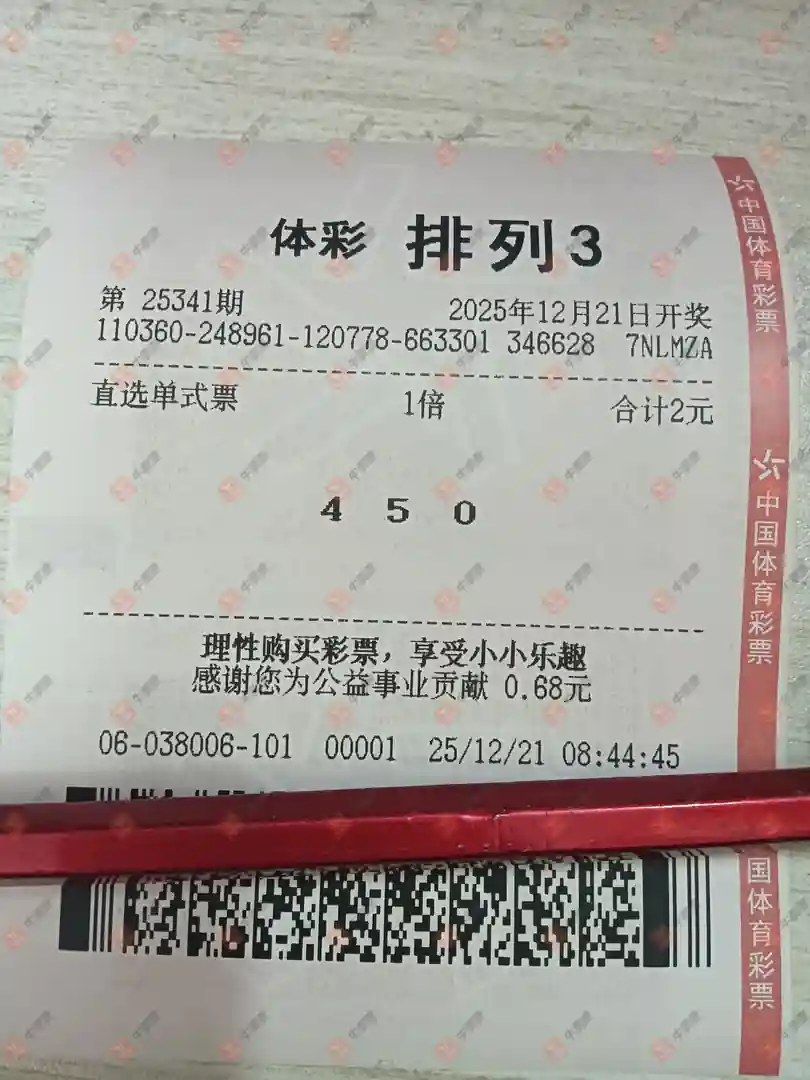 体彩 排列3
第 25341期 2025年12月21日开奖
110360-248961-120778-663301 346628 7NLMZA
直选单式票 1倍 合计2元
4 5 0
理性购买彩票，享受小小乐趣
感谢您为公益事业贡献 0.68元
06-038006-101 00001 25/12/21 08:44:45
中国体育彩票
中国体育彩票
国体育彩票